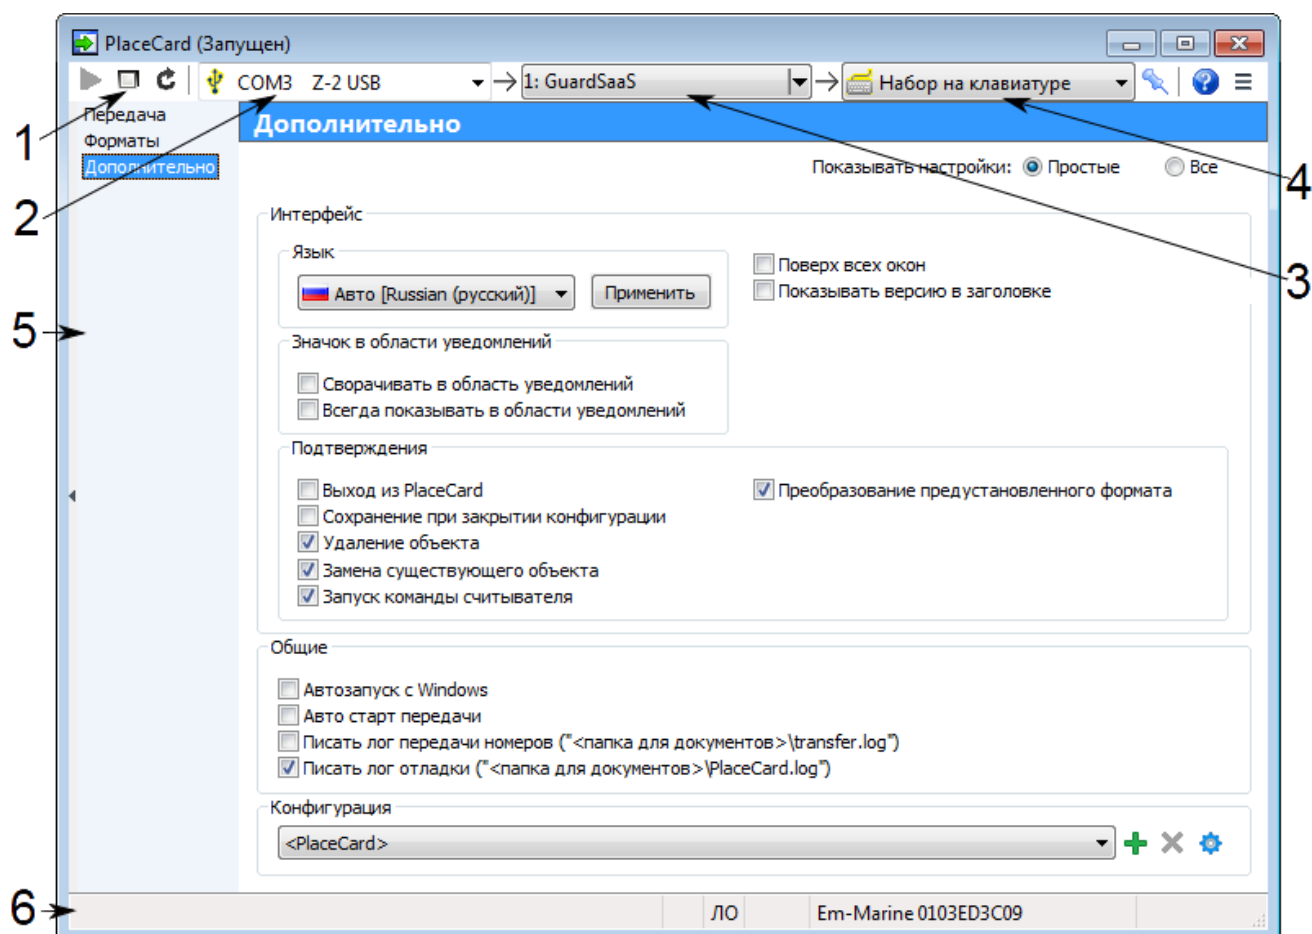 PlaceCard (Запущен)
COM3 Z-2 USB
1: GuardSaaS
Набор на клавиатуре
1
2
3
4
5
6
Передача
Форматы
Дополнительно
Дополнительно
Показывать настройки: Простые Все
Интерфейс
Язык
Авто [Russian (русский)]
Применить
Поверх всех окон
Показывать версию в заголовке
Значок в области уведомлений
Сворачивать в область уведомлений
Всегда показывать в области уведомлений
Подтверждения
Выход из PlaceCard
Преобразование предустановленного формата
Сохранение при закрытии конфигурации
Удаление объекта
Замена существующего объекта
Запуск команды считывателя
Общие
Автозапуск с Windows
Авто старт передачи
Писать лог передачи номеров ("<папка для документов>\transfer.log")
Писать лог отладки ("<папка для документов>\PlaceCard.log")
Конфигурация
<PlaceCard>
ЛО
Em-Marine 0103ED3C09